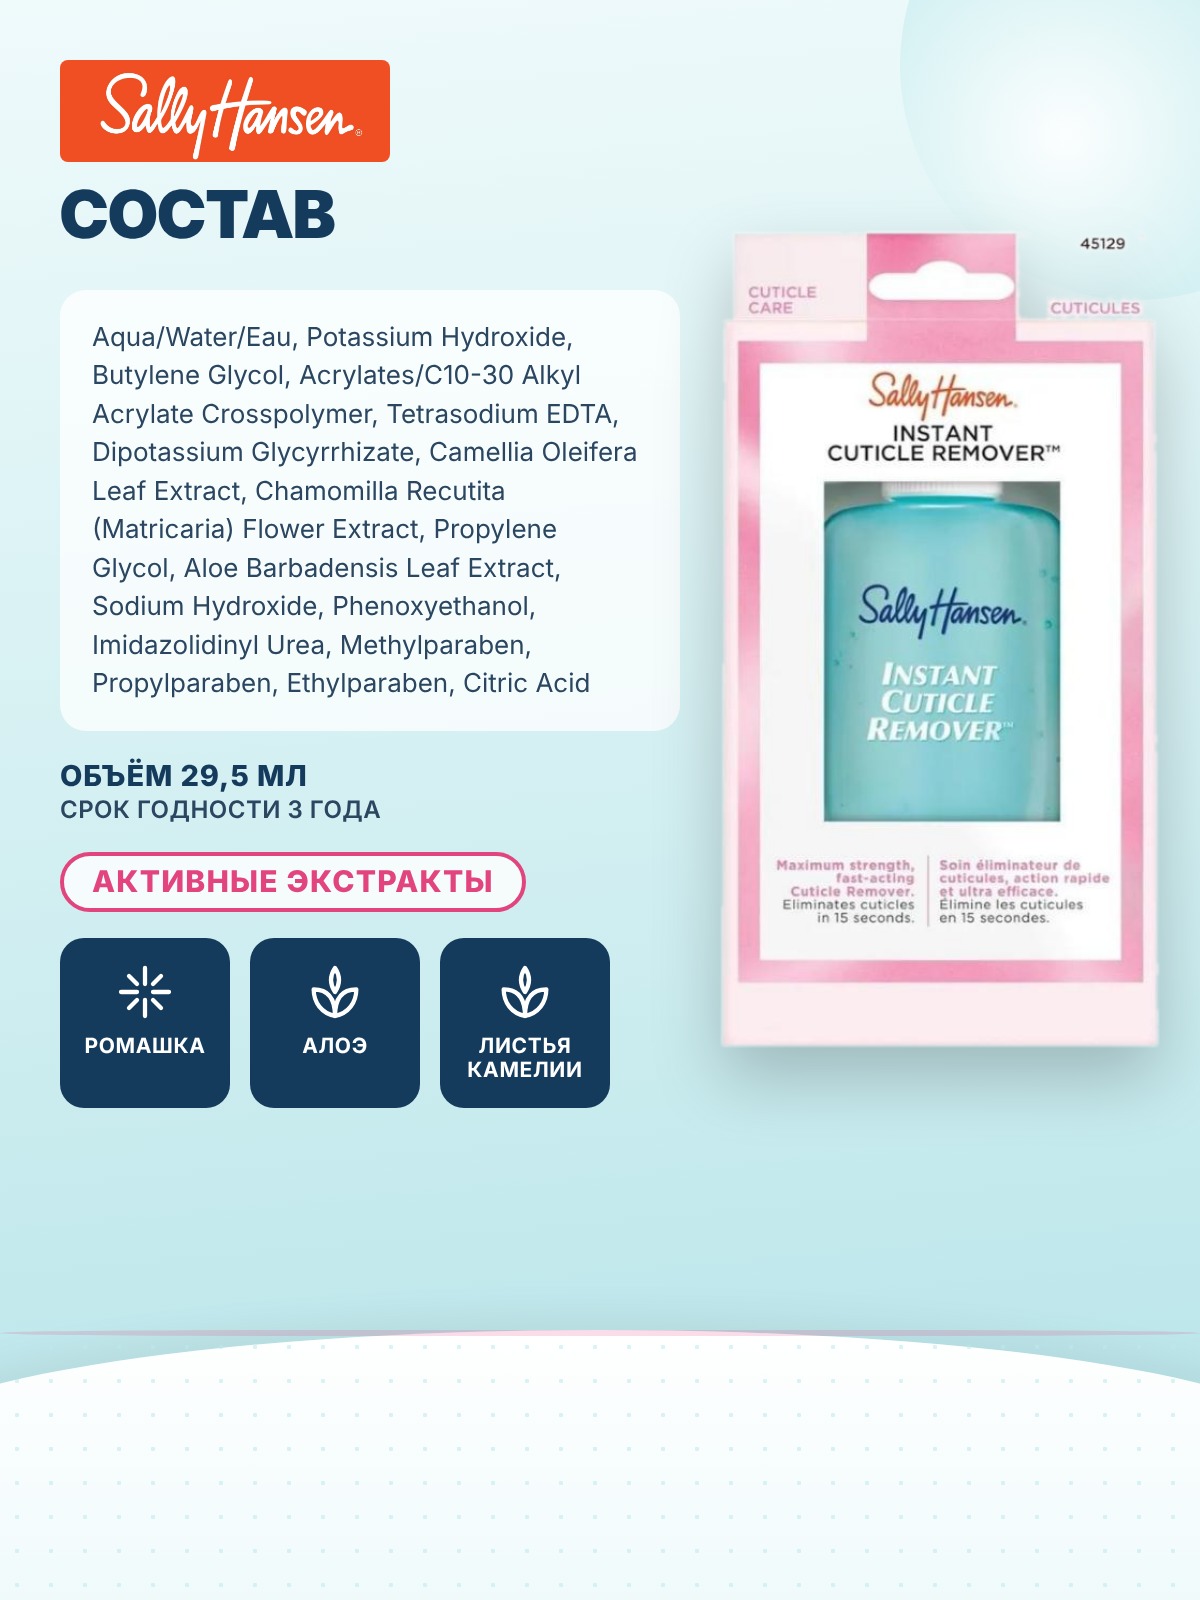 Sally Hansen®
СОСТАВ
Aqua/Water/Eau, Potassium Hydroxide,
Butylene Glycol, Acrylates/C10-30 Alkyl
Acrylate Crosspolymer, Tetrasodium EDTA,
Dipotassium Glycyrrhizate, Camellia Oleifera
Leaf Extract, Chamomilla Recutita
(Matricaria) Flower Extract, Propylene
Glycol, Aloe Barbadensis Leaf Extract,
Sodium Hydroxide, Phenoxyethanol,
Imidazolidinyl Urea, Methylparaben,
Propylparaben, Ethylparaben, Citric Acid
ОБЪЁМ 29,5 МЛ
СРОК ГОДНОСТИ 3 ГОДА
АКТИВНЫЕ ЭКСТРАКТЫ
РОМАШКА
АЛОЭ
ЛИСТЬЯ
КАМЕЛИИ
45129
CUTICLE
CARE
CUTICULES
Sally Hansen®
INSTANT
CUTICLE REMOVER™
Sally Hansen®
INSTANT
CUTICLE
REMOVER™
Maximum strength,
fast-acting
Cuticle Remover.
Eliminates cuticles
in 15 seconds.
Soin éliminateur de
cuticules, action rapide
et ultra efficace.
Élimine les cuticules
en 15 secondes.